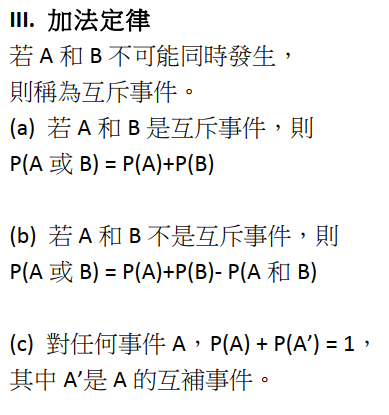 III. 加法定律
若 A 和 B 不可能同時發生，
則稱為互斥事件。
(a) 若 A 和 B 是互斥事件，則
P(A 或 B) = P(A)+P(B)
(b) 若 A 和 B 不是互斥事件，則
P(A 或 B) = P(A)+P(B)- P(A 和 B)
(c) 對任何事件 A，P(A) + P(A’) = 1，
其中 A’是 A 的互補事件。